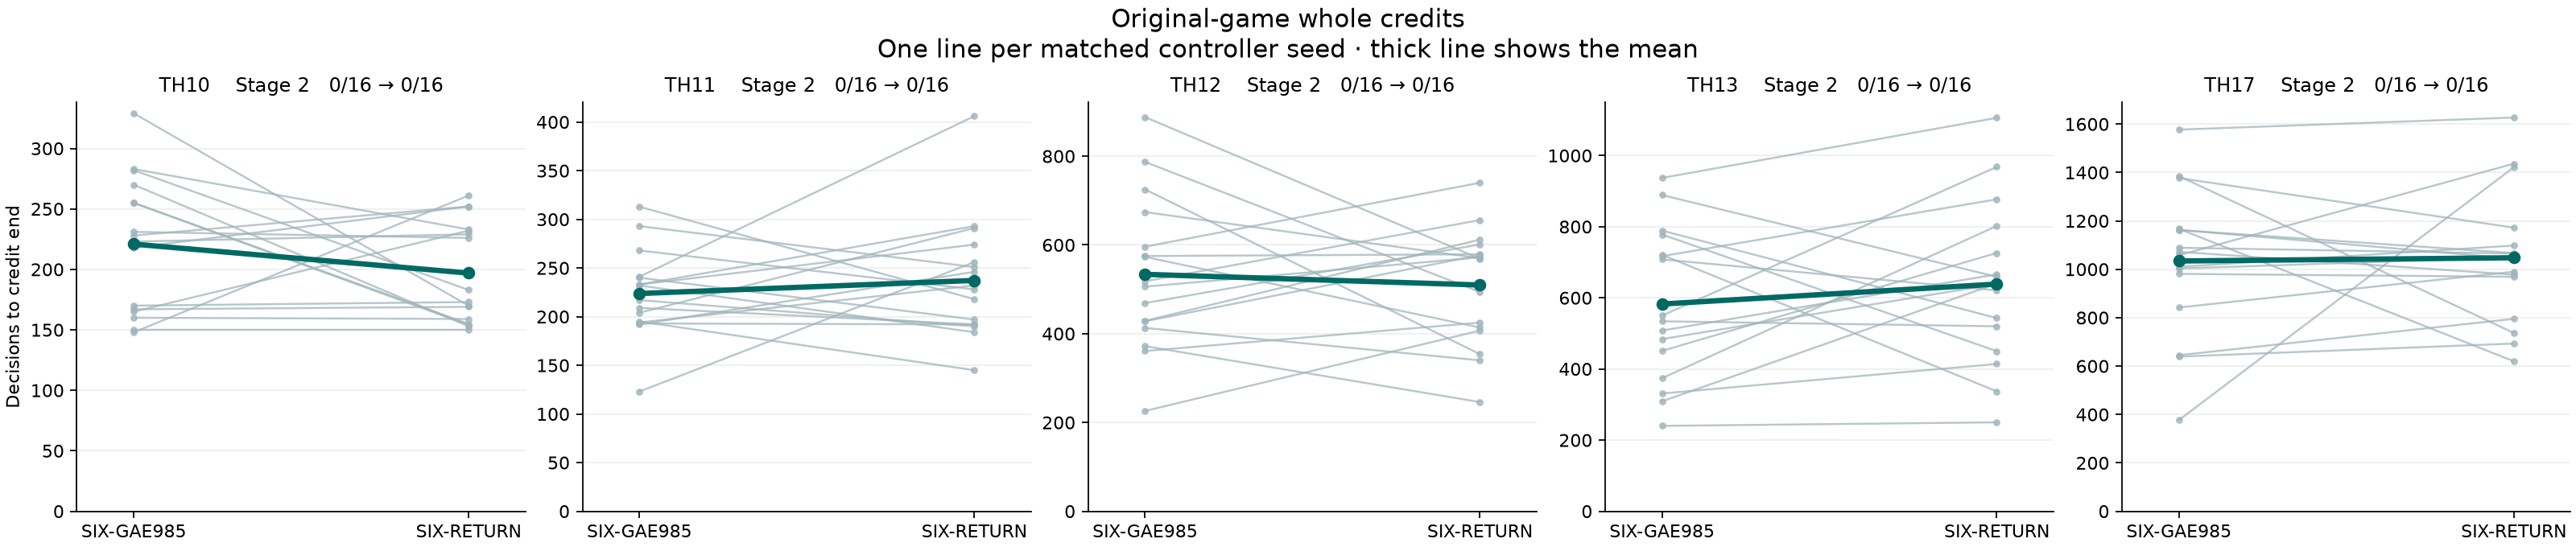 Original-game whole credits
One line per matched controller seed · thick line shows the mean
TH10 Stage 2 0/16 → 0/16
300
250
200
150
100
50
0
Decisions to credit end
SIX-GAE985 SIX-RETURN
TH11 Stage 2 0/16 → 0/16
400
350
300
250
200
150
100
50
0
SIX-GAE985 SIX-RETURN
TH12 Stage 2 0/16 → 0/16
800
600
400
200
0
SIX-GAE985 SIX-RETURN
TH13 Stage 2 0/16 → 0/16
1000
800
600
400
200
0
SIX-GAE985 SIX-RETURN
TH17 Stage 2 0/16 → 0/16
1600
1400
1200
1000
800
600
400
200
0
SIX-GAE985 SIX-RETURN